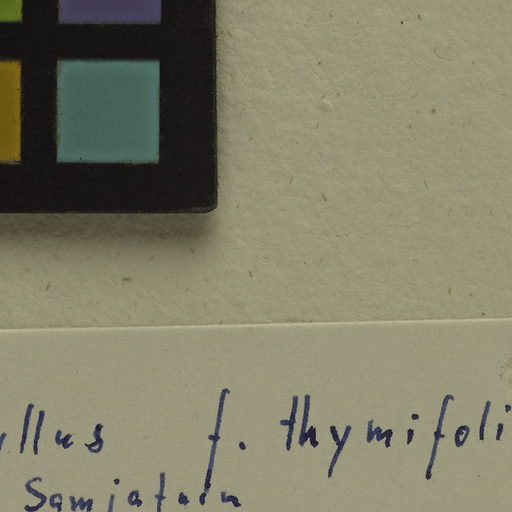 llus f. thymifoli
Samjatnin